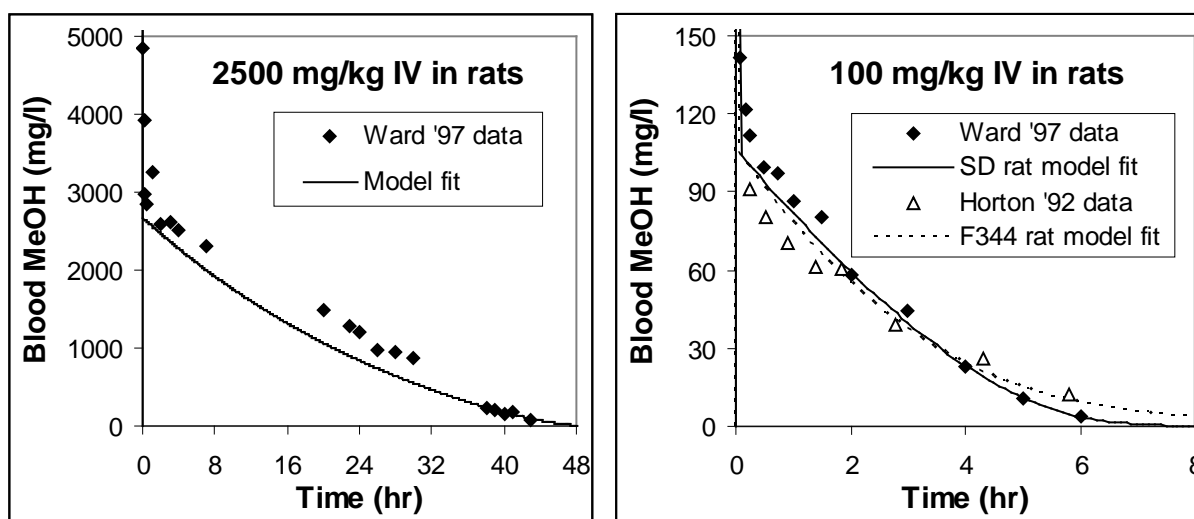 2500 mg/kg IV in rats
Blood MeOH (mg/l)
5000
4000
3000
2000
1000
0
Ward '97 data
Model fit
0 8 16 24 32 40 48
Time (hr)
100 mg/kg IV in rats
Blood MeOH (mg/l)
150
120
90
60
30
0
Ward '97 data
SD rat model fit
Horton '92 data
F344 rat model fit
0 2 4 6 8
Time (hr)